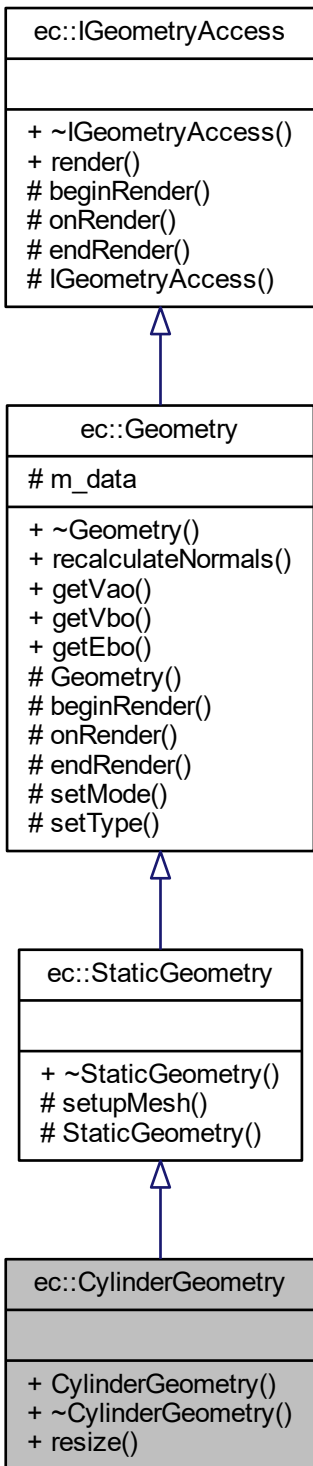 ec::IGeometryAccess
+ ~IGeometryAccess()
+ render()
# beginRender()
# onRender()
# endRender()
# IGeometryAccess()
ec::Geometry
# m_data
+ ~Geometry()
+ recalculateNormals()
+ getVao()
+ getVbo()
+ getEbo()
# Geometry()
# beginRender()
# onRender()
# endRender()
# setMode()
# setType()
ec::StaticGeometry
+ ~StaticGeometry()
# setupMesh()
# StaticGeometry()
ec::CylinderGeometry
+ CylinderGeometry()
+ ~CylinderGeometry()
+ resize()